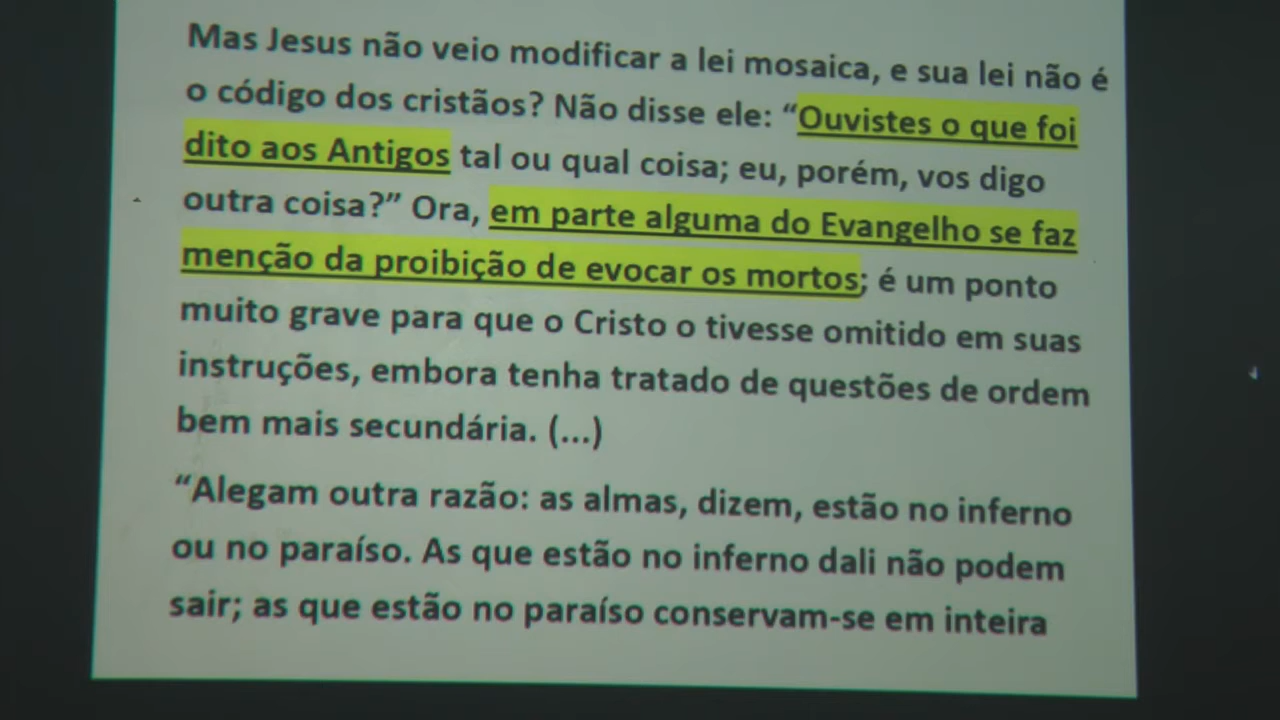 Mas Jesus não veio modificar a lei mosaica, e sua lei não é
o código dos cristãos? Não disse ele: “Ouvistes o que foi
dito aos Antigos tal ou qual coisa; eu, porém, vos digo
outra coisa?” Ora, em parte alguma do Evangelho se faz
menção da proibição de evocar os mortos; é um ponto
muito grave para que o Cristo o tivesse omitido em suas
instruções, embora tenha tratado de questões de ordem
bem mais secundária. (...)
“Alegam outra razão: as almas, dizem, estão no inferno
ou no paraíso. As que estão no inferno dali não podem
sair; as que estão no paraíso conservam-se em inteira